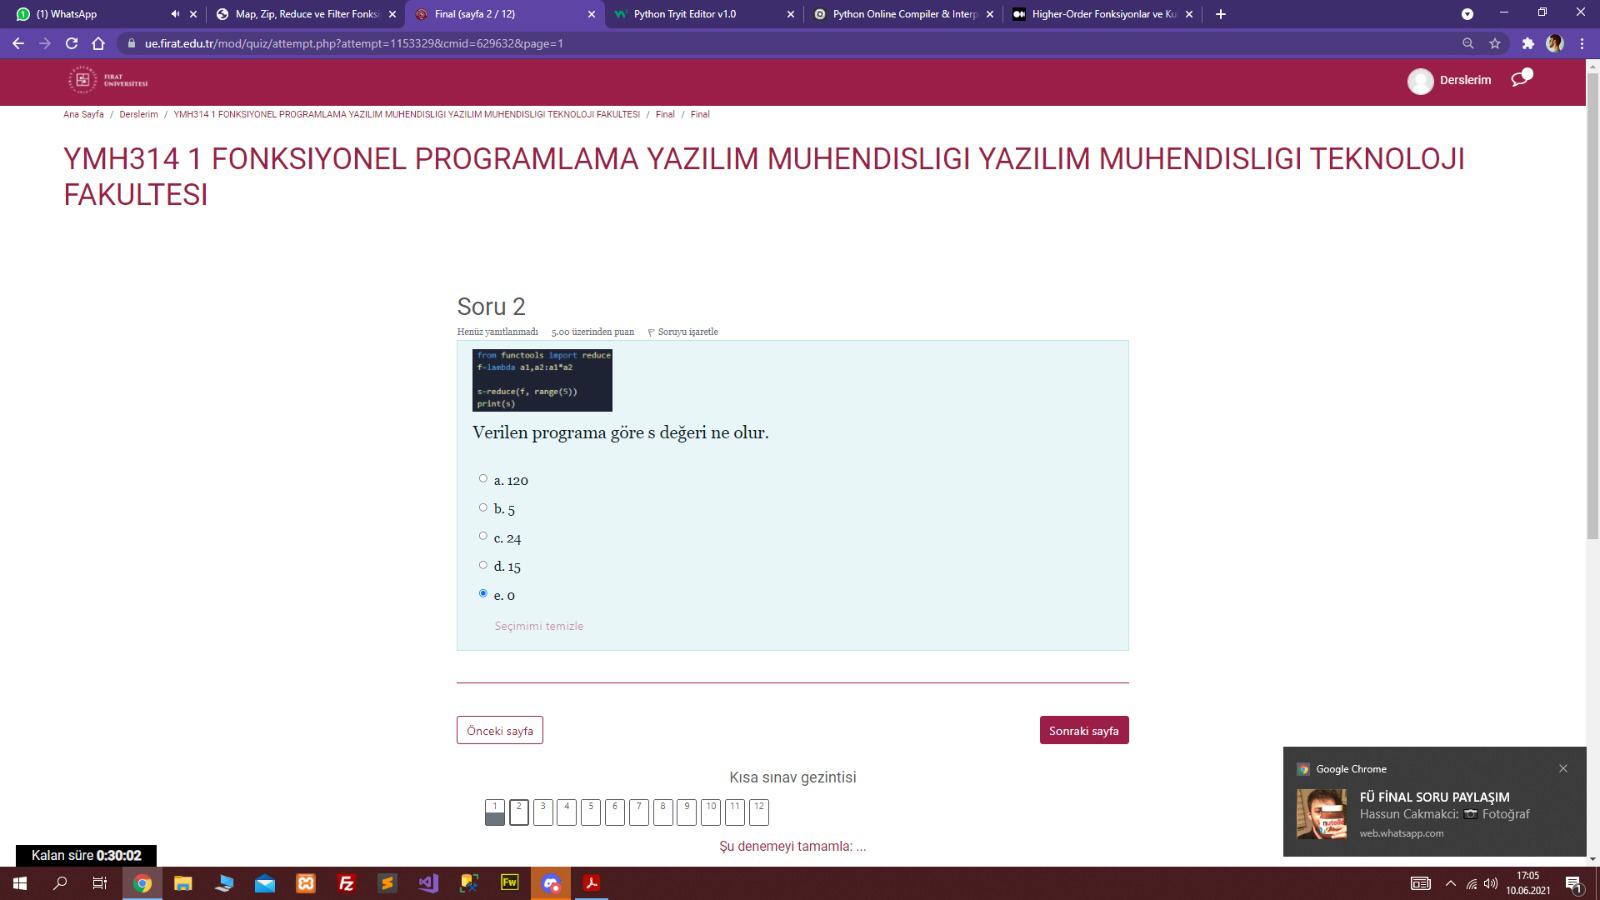 (1) WhatsApp
Map, Zip, Reduce ve Filter Fonksi
Final (sayfa 2 / 12)
Python Tryit Editor v1.0
Python Online Compiler & Interp
Higher-Order Fonksiyonlar ve Ku
ue.firat.edu.tr/mod/quiz/attempt.php?attempt=1153329&cmid=629632&page=1
FIRAT
ÜNİVERSİTESİ
Derslerim
Ana Sayfa / Derslerim / YMH314 1 FONKSIYONEL PROGRAMLAMA YAZILIM MUHENDISLIGI YAZILIM MUHENDISLIGI TEKNOLOJI FAKULTESI / Final / Final
YMH314 1 FONKSIYONEL PROGRAMLAMA YAZILIM MUHENDISLIGI YAZILIM MUHENDISLIGI TEKNOLOJI
FAKULTESI
Soru 2
Henüz yanıtlanmadı 5.00 üzerinden puan Soruyu işaretle
from functools import reduce
f=lambda a1,a2:a1*a2
s=reduce(f, range(5))
print(s)
Verilen programa göre s değeri ne olur.
a. 120
b. 5
c. 24
d. 15
e. 0
Seçimimi temizle
Önceki sayfa
Sonraki sayfa
Kısa sınav gezintisi
1 2 3 4 5 6 7 8 9 10 11 12
Şu denemeyi tamamla: ...
Google Chrome
FÜ FİNAL SORU PAYLAŞIM
Hassun Cakmakci: 📷 Fotoğraf
web.whatsapp.com
nutella
Kalan süre 0:30:02
Fz
S
Fw
17:05
10.06.2021
1